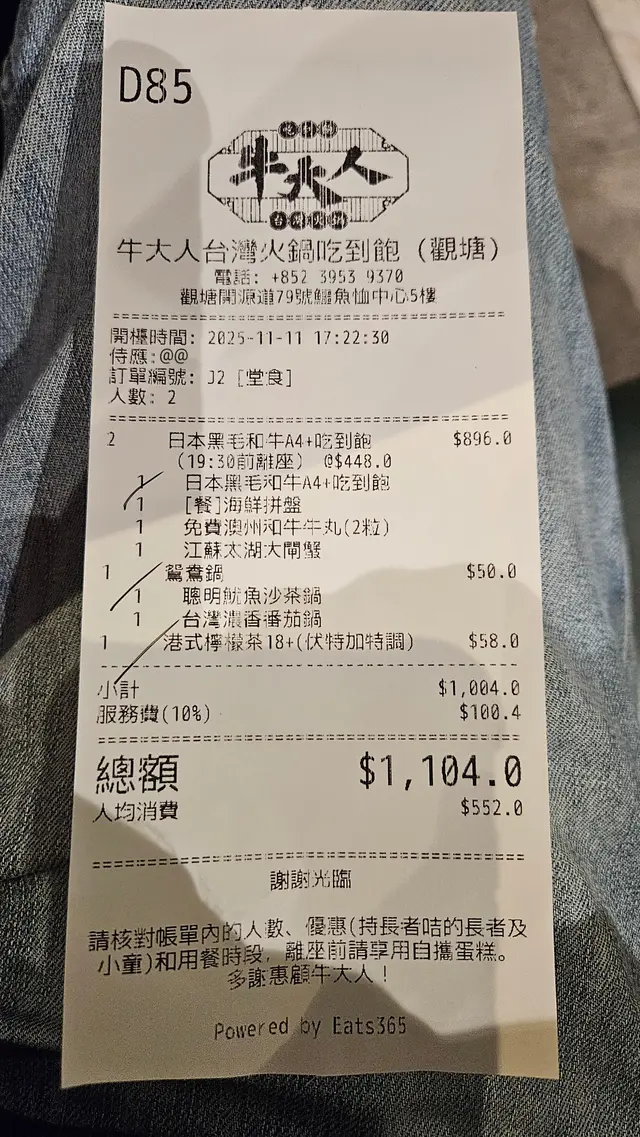 D85
吃到飽
牛大人
台灣火鍋
牛大人台灣火鍋吃到飽 (觀塘)
電話: +852 3953 9370
觀塘開源道79號鱷魚恤中心5樓
開檯時間: 2025-11-11 17:22:30
侍應:@@
訂單編號: J2 [堂食]
人數: 2
2 日本黑毛和牛A4+吃到飽 $896.0
(19:30前離座) @$448.0
1 日本黑毛和牛A4+吃到飽
1 [餐]海鮮拼盤
1 免費澳州和牛牛丸(2粒)
1 江蘇太湖大閘蟹
1 鴛鴦鍋 $50.0
1 聰明魷魚沙茶鍋
1 台灣濃香番茄鍋
1 港式檸檬茶18+(伏特加特調) $58.0
小計 $1,004.0
服務費(10%) $100.4
總額 $1,104.0
人均消費 $552.0
謝謝光臨
請核對帳單內的人數、優惠(持長者咭的長者及
小童)和用餐時段, 離座前請享用自攜蛋糕。
多謝惠顧牛大人!
Powered by Eats365